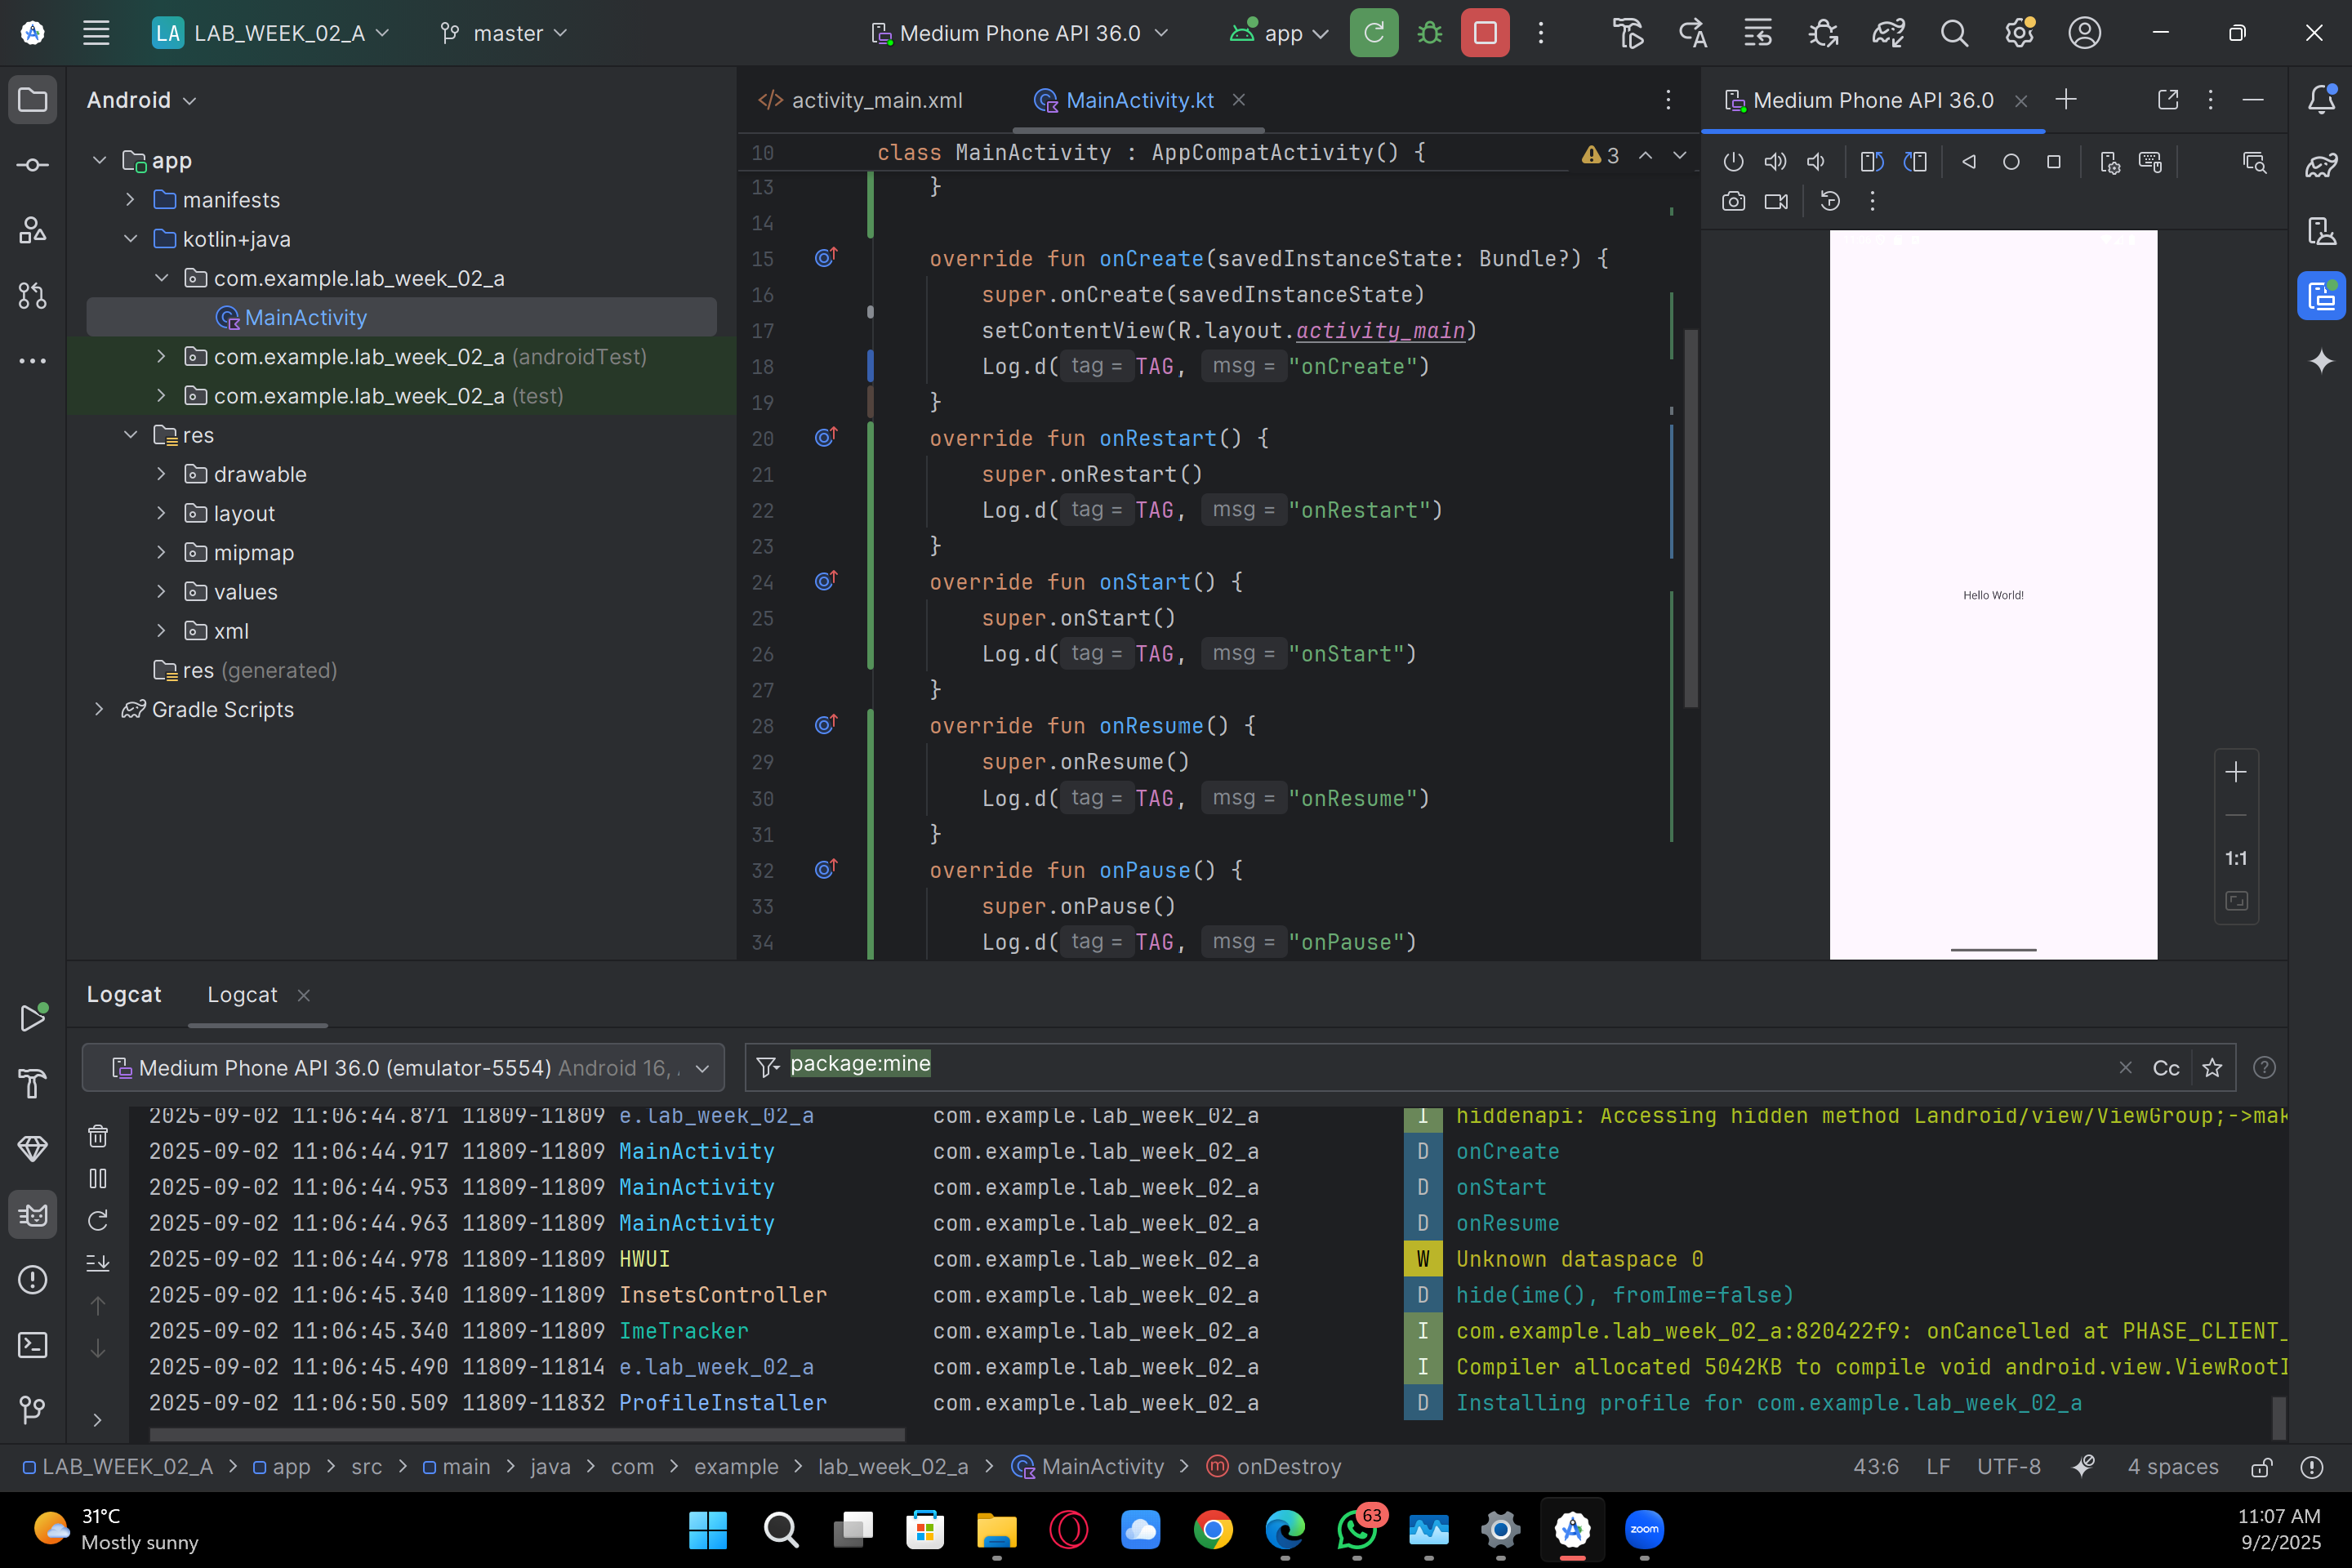 LA LAB_WEEK_02_A
master
Medium Phone API 36.0
app
Android
app
manifests
kotlin+java
com.example.lab_week_02_a
MainActivity
com.example.lab_week_02_a (androidTest)
com.example.lab_week_02_a (test)
res
drawable
layout
mipmap
values
xml
res (generated)
Gradle Scripts
activity_main.xml
MainActivity.kt
10 class MainActivity : AppCompatActivity() {
3
13 }
14
15 override fun onCreate(savedInstanceState: Bundle?) {
16 super.onCreate(savedInstanceState)
17 setContentView(R.layout.activity_main)
18 Log.d( tag = TAG, msg = "onCreate")
19 }
20 override fun onRestart() {
21 super.onRestart()
22 Log.d( tag = TAG, msg = "onRestart")
23 }
24 override fun onStart() {
25 super.onStart()
26 Log.d( tag = TAG, msg = "onStart")
27 }
28 override fun onResume() {
29 super.onResume()
30 Log.d( tag = TAG, msg = "onResume")
31 }
32 override fun onPause() {
33 super.onPause()
34 Log.d( tag = TAG, msg = "onPause")
Medium Phone API 36.0
Hello World!
1:1
Logcat
Logcat
Medium Phone API 36.0 (emulator-5554) Android 16, .
package:mine
Cc
2025-09-02 11:06:44.871 11809-11809 e.lab_week_02_a com.example.lab_week_02_a I hiddenapi: Accessing hidden method Landroid/view/ViewGroup;->mak
2025-09-02 11:06:44.917 11809-11809 MainActivity com.example.lab_week_02_a D onCreate
2025-09-02 11:06:44.953 11809-11809 MainActivity com.example.lab_week_02_a D onStart
2025-09-02 11:06:44.963 11809-11809 MainActivity com.example.lab_week_02_a D onResume
2025-09-02 11:06:44.978 11809-11809 HWUI com.example.lab_week_02_a W Unknown dataspace 0
2025-09-02 11:06:45.340 11809-11809 InsetsController com.example.lab_week_02_a D hide(ime(), fromIme=false)
2025-09-02 11:06:45.340 11809-11809 ImeTracker com.example.lab_week_02_a I com.example.lab_week_02_a:820422f9: onCancelled at PHASE_CLIENT_
2025-09-02 11:06:45.490 11809-11814 e.lab_week_02_a com.example.lab_week_02_a I Compiler allocated 5042KB to compile void android.view.ViewRootI
2025-09-02 11:06:50.509 11809-11832 ProfileInstaller com.example.lab_week_02_a D Installing profile for com.example.lab_week_02_a
LAB_WEEK_02_A > app > src > main > java > com > example > lab_week_02_a > MainActivity > onDestroy
43:6 LF UTF-8 4 spaces
31°C
Mostly sunny
63
zoom
11:07 AM
9/2/2025